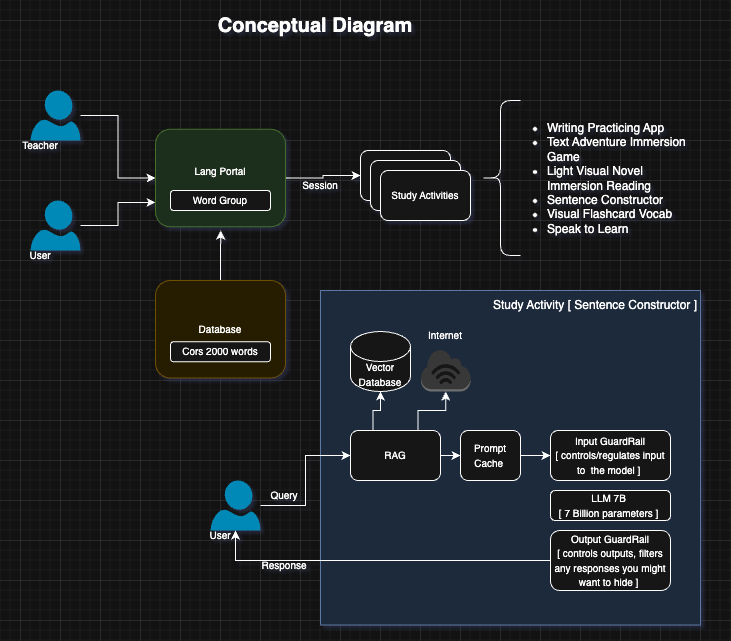 Conceptual Diagram
Teacher
User
Lang Portal
Word Group
Session
Study Activities
• Writing Practicing App
• Text Adventure Immersion
Game
• Light Visual Novel
Immersion Reading
• Sentence Constructor
• Visual Flashcard Vocab
• Speak to Learn
Database
Cors 2000 words
Study Activity [ Sentence Constructor ]
Vector
Database
Internet
RAG
Prompt
Cache
Input GuardRail
[ controls/regulates input
to the model]
LLM 7B
[ 7 Billion parameters ]
Output GuardRail
[ controls outputs, filters
any responses you might
want to hide ]
Query
User
Response